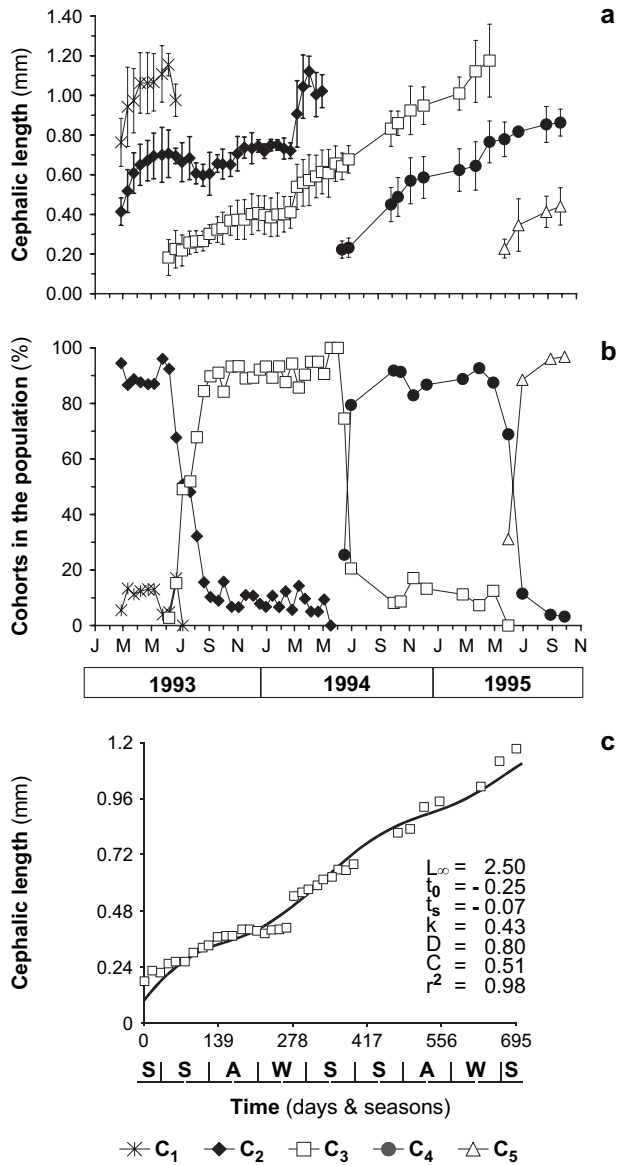 a
Cephalic length (mm)
1.40
1.20
1.00
0.80
0.60
0.40
0.20
0.00
b
Cohorts in the population (%)
100
80
60
40
20
0
J M M J S N J M M J S N J M M J S N
1993 1994 1995
c
Cephalic length (mm)
1.2
0.96
0.72
0.48
0.24
0
L∞ = 2.50
t0 = - 0.25
ts = - 0.07
k = 0.43
D = 0.80
C = 0.51
r2 = 0.98
0 139 278 417 556 695
S S A W S S A W S
Time (days & seasons)
C1 C2 C3 C4 C5